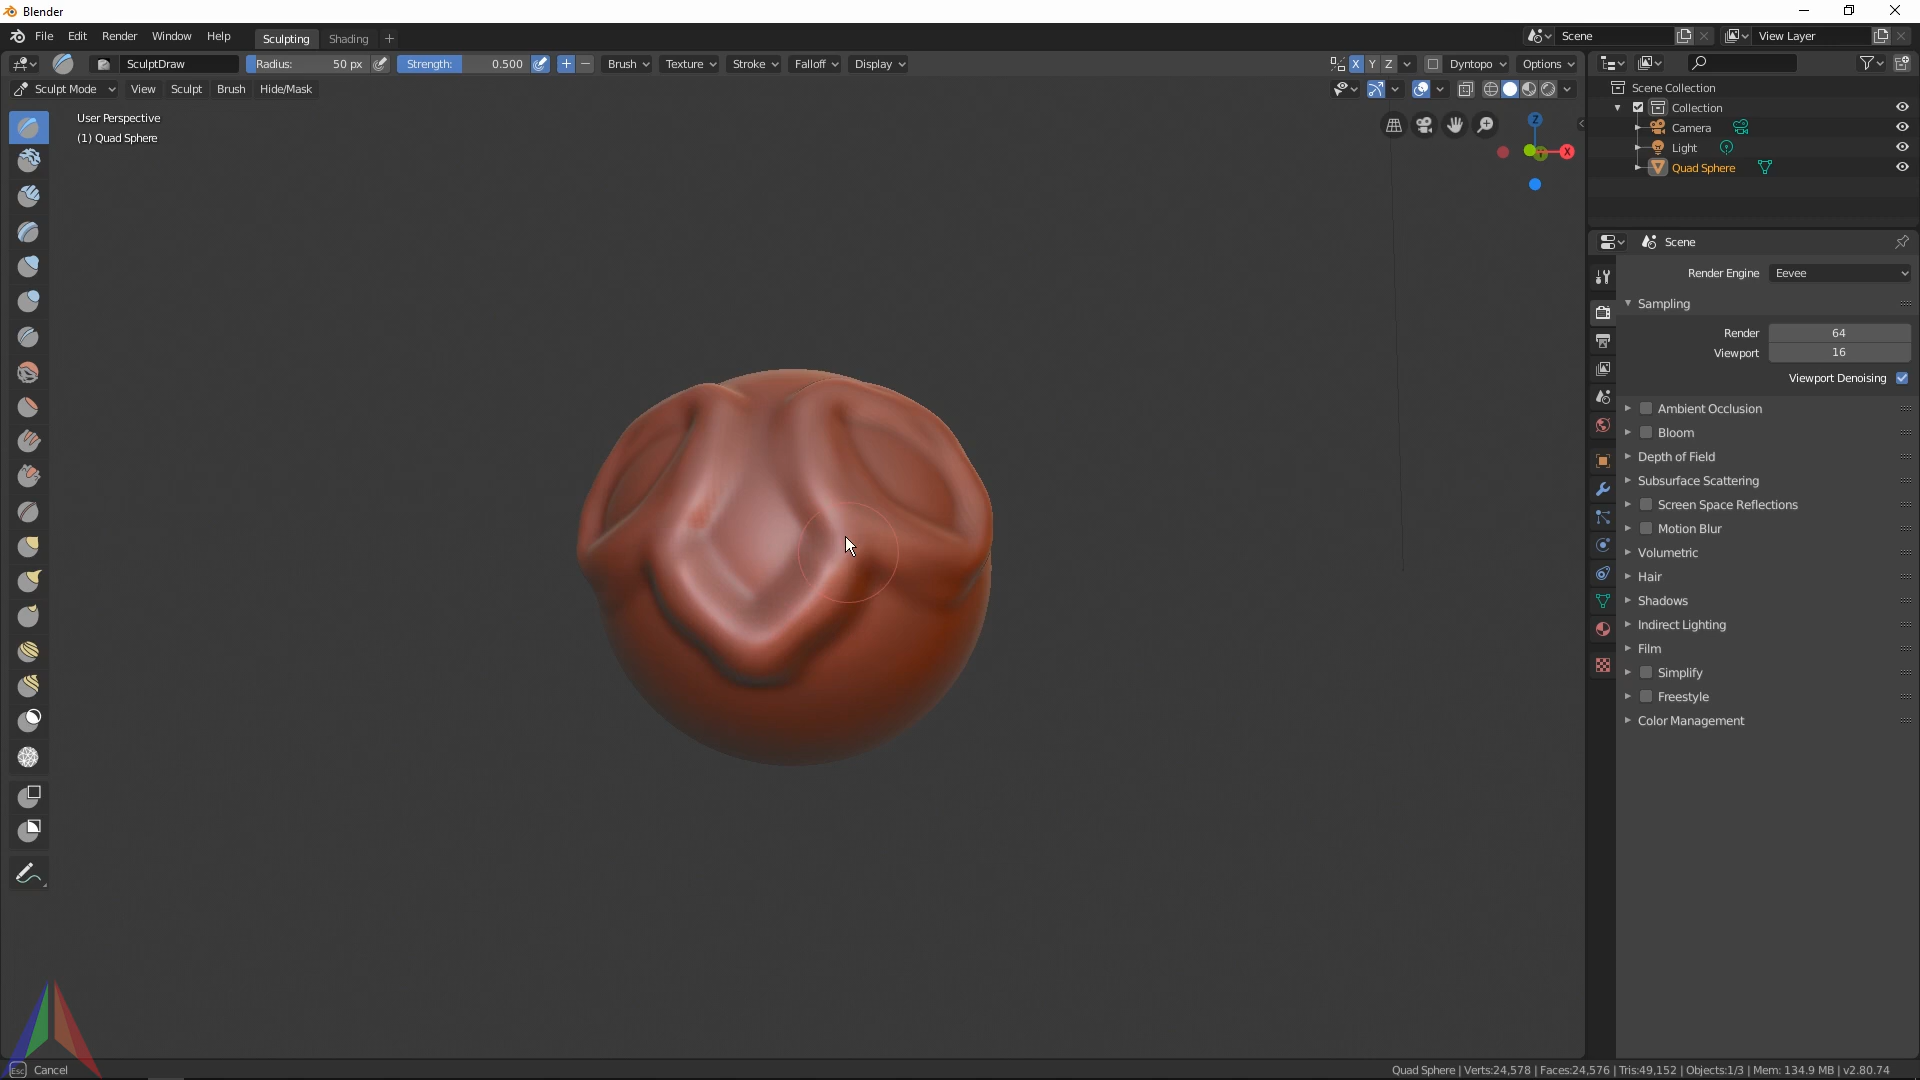 Blender
File Edit Render Window Help Sculpting Shading + Scene View Layer
SculptDraw Radius: 50 px Strength: 0.500 + − Brush Texture Stroke Falloff Display X Y Z Dyntopo Options
Sculpt Mode View Sculpt Brush Hide/Mask
User Perspective
(1) Quad Sphere
Z
X
Scene Collection
Collection
Camera
Light
Quad Sphere
Scene
Render Engine Eevee
Sampling
Render 64
Viewport 16
Viewport Denoising
Ambient Occlusion
Bloom
Depth of Field
Subsurface Scattering
Screen Space Reflections
Motion Blur
Volumetric
Hair
Shadows
Indirect Lighting
Film
Simplify
Freestyle
Color Management
Esc Cancel
Quad Sphere | Verts:24,578 | Faces:24,576 | Tris:49,152 | Objects:1/3 | Mem: 134.9 MB | v2.80.74